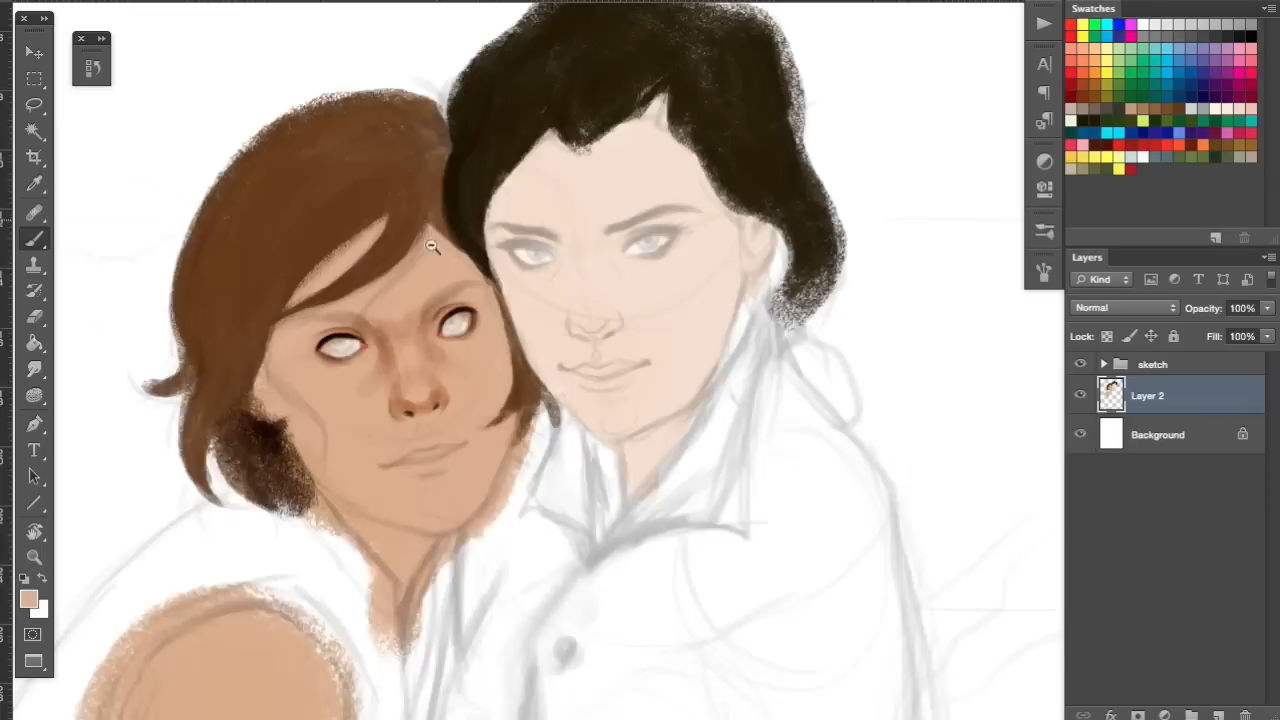 Swatches
Layers
Kind
Normal
Opacity: 100%
Lock:
Fill: 100%
sketch
Layer 2
Background